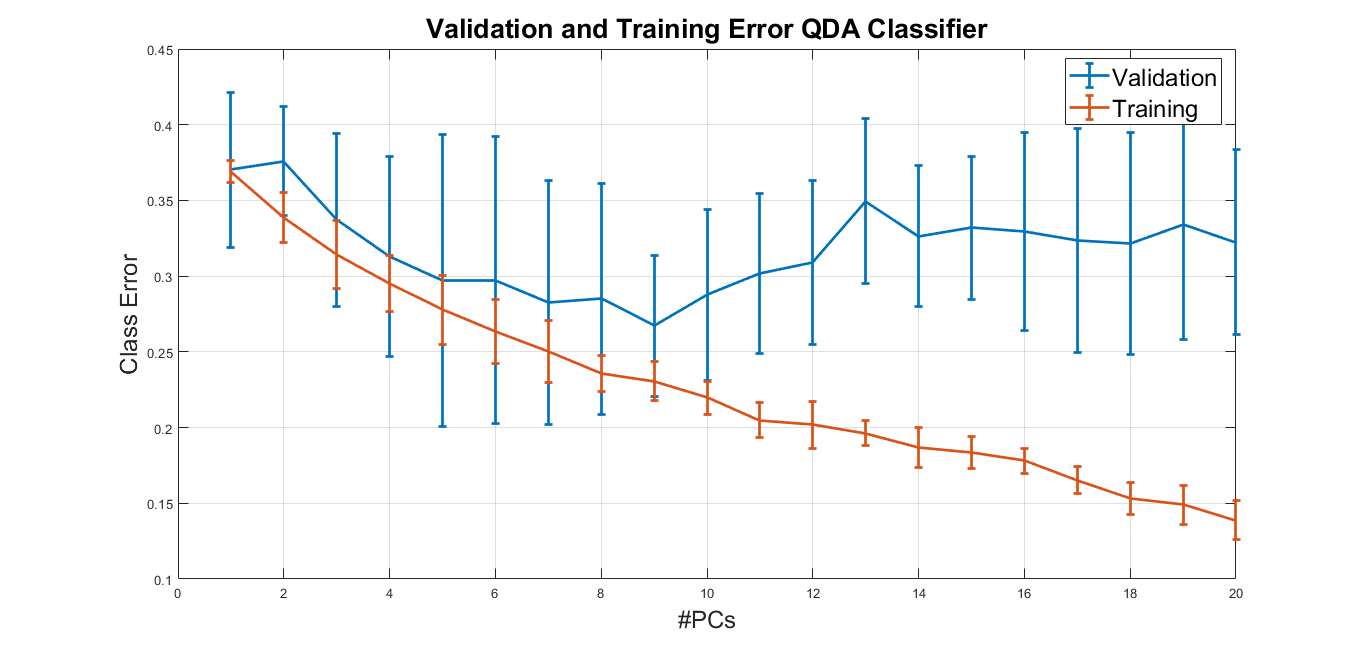 Validation and Training Error QDA Classifier
0.45
0.4
0.35
0.3
0.25
0.2
0.15
0.1
Class Error
Validation
Training
0 2 4 6 8 10 12 14 16 18 20
#PCs